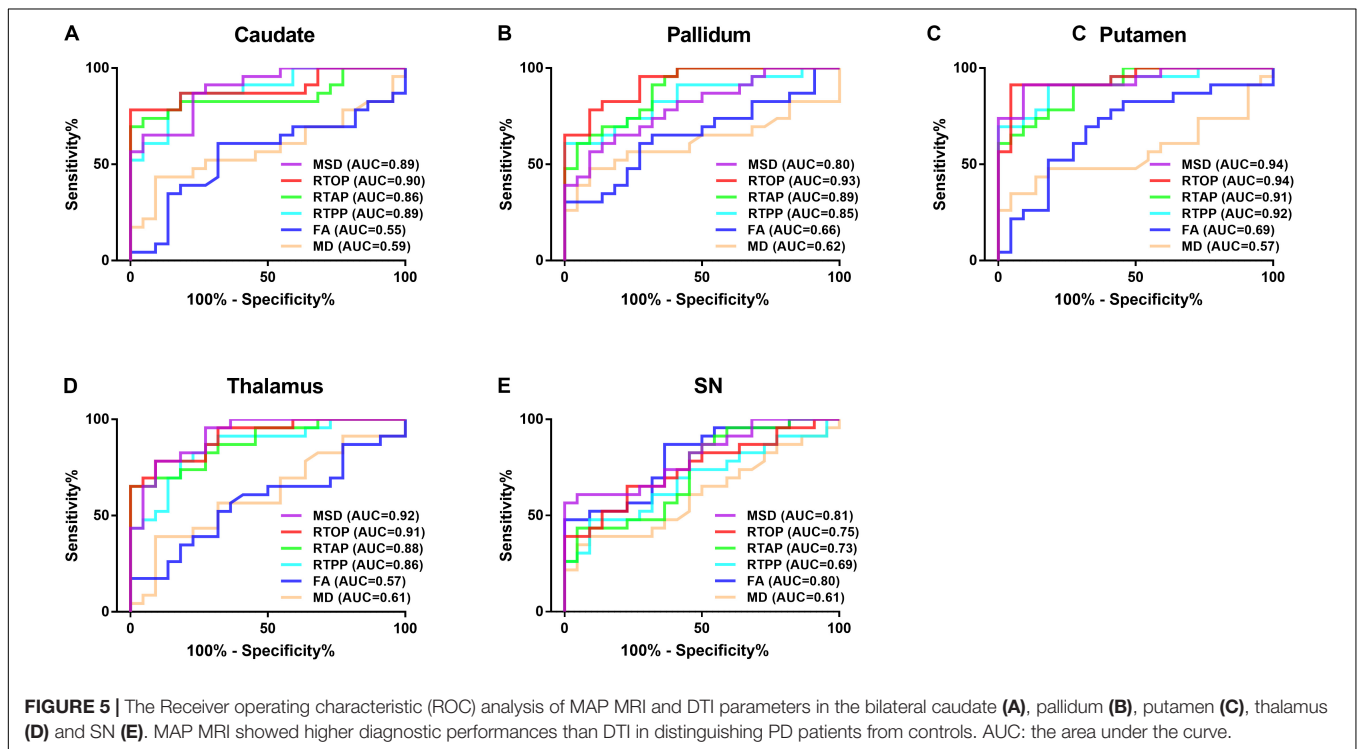 A Caudate
100
50
0
0 50 100
Sensitivity%
100% - Specificity%
MSD (AUC=0.89)
RTOP (AUC=0.90)
RTAP (AUC=0.86)
RTPP (AUC=0.89)
FA (AUC=0.55)
MD (AUC=0.59)
B Pallidum
100
50
0
0 50 100
Sensitivity%
100% - Specificity%
MSD (AUC=0.80)
RTOP (AUC=0.93)
RTAP (AUC=0.89)
RTPP (AUC=0.85)
FA (AUC=0.66)
MD (AUC=0.62)
C C Putamen
100
50
0
0 50 100
Sensitivity%
100% - Specificity%
MSD (AUC=0.94)
RTOP (AUC=0.94)
RTAP (AUC=0.91)
RTPP (AUC=0.92)
FA (AUC=0.69)
MD (AUC=0.57)
D Thalamus
100
50
0
0 50 100
Sensitivity%
100% - Specificity%
MSD (AUC=0.92)
RTOP (AUC=0.91)
RTAP (AUC=0.88)
RTPP (AUC=0.86)
FA (AUC=0.57)
MD (AUC=0.61)
E SN
100
50
0
0 50 100
Sensitivity%
100% - Specificity%
MSD (AUC=0.81)
RTOP (AUC=0.75)
RTAP (AUC=0.73)
RTPP (AUC=0.69)
FA (AUC=0.80)
MD (AUC=0.61)
FIGURE 5 | The Receiver operating characteristic (ROC) analysis of MAP MRI and DTI parameters in the bilateral caudate (A), pallidum (B), putamen (C), thalamus
(D) and SN (E). MAP MRI showed higher diagnostic performances than DTI in distinguishing PD patients from controls. AUC: the area under the curve.